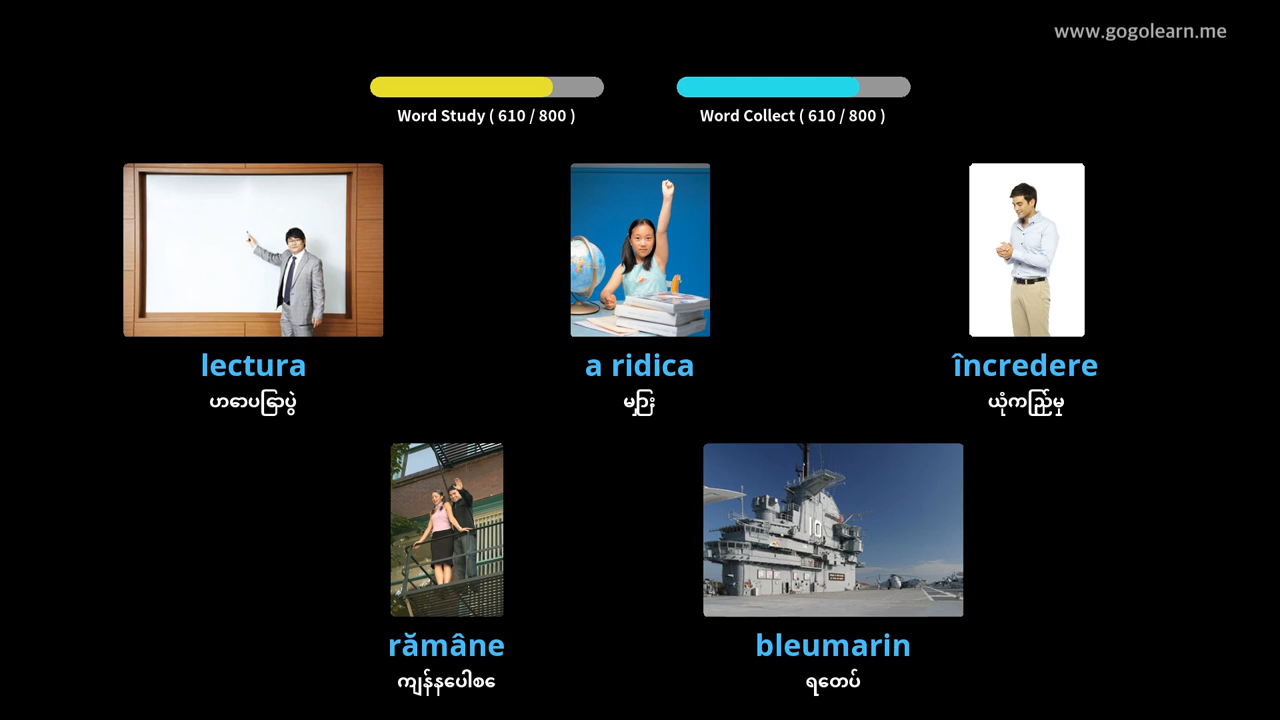 www.gogolearn.me
Word Study ( 610 / 800 )
Word Collect ( 610 / 800 )
lectura
ဟောပြောပွဲ
a ridica
မြှား
încredere
ယုံကြည်မှု
rămâne
ကျန်နေပါစေ
bleumarin
ရေတပ်